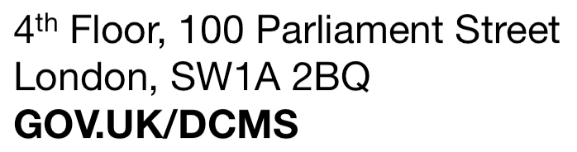 4th Floor, 100 Parliament Street
London, SW1A 2BQ
GOV.UK/DCMS